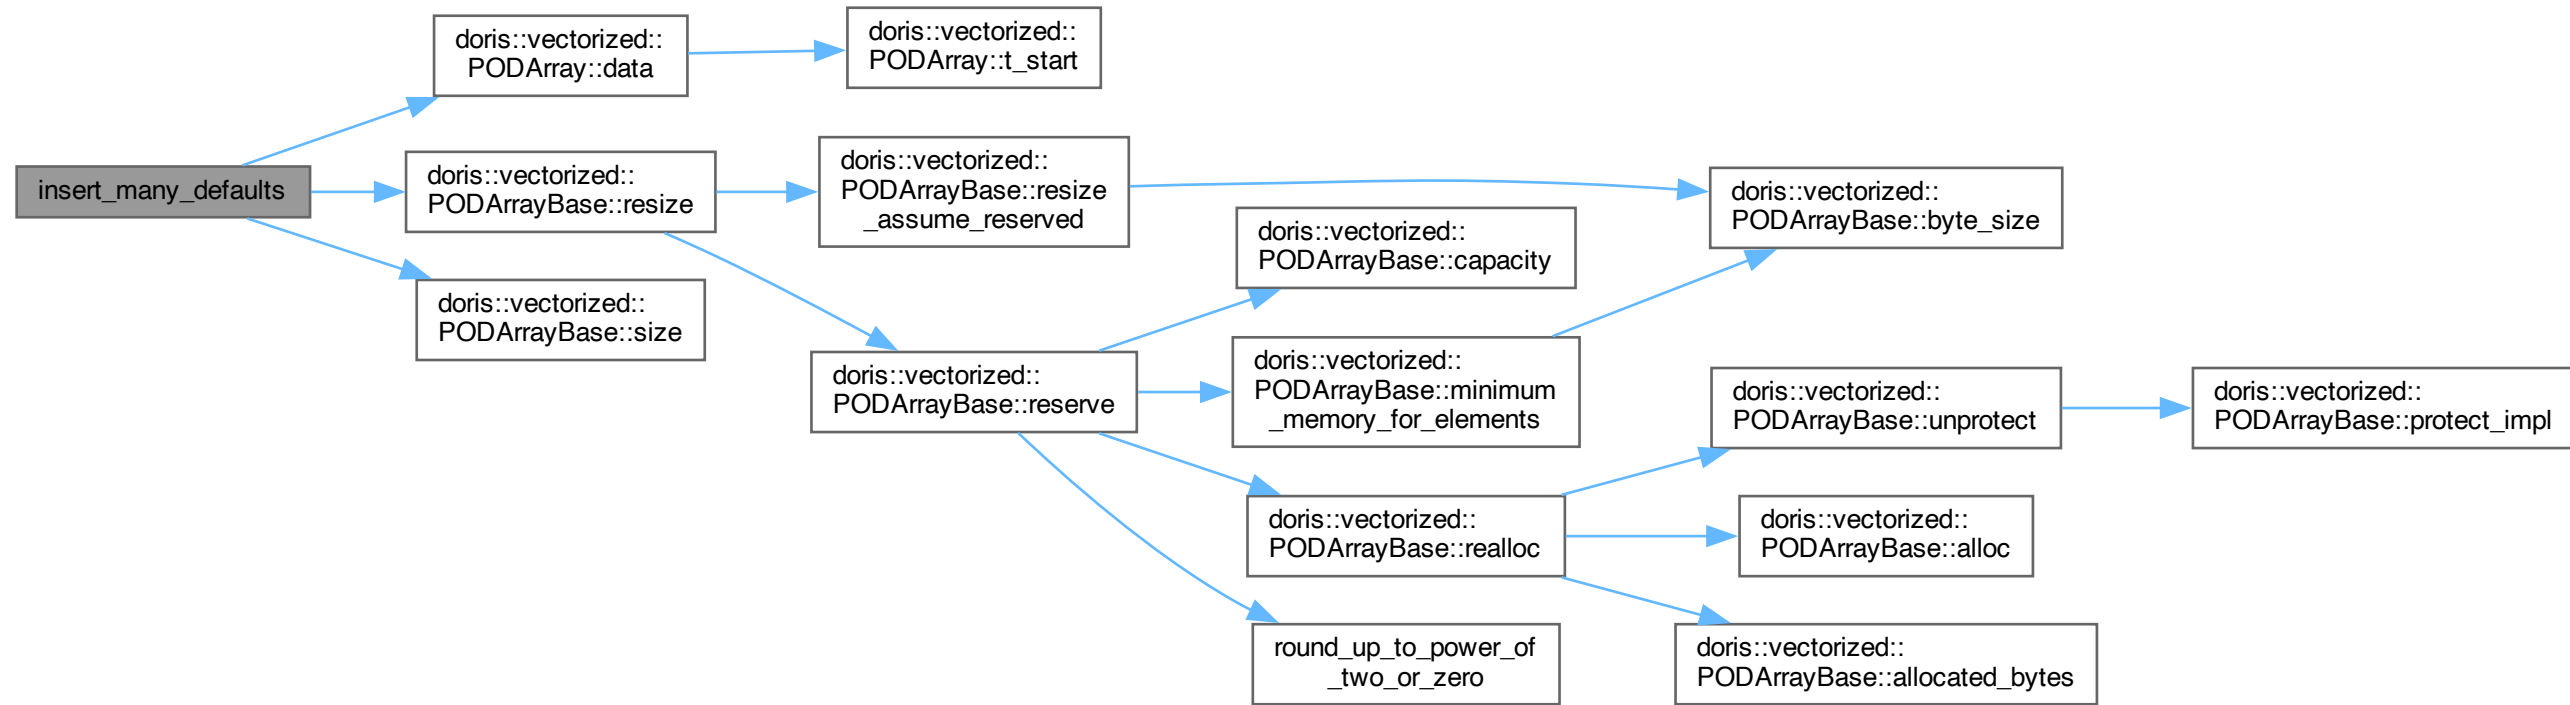 doris::vectorized::
PODArray::data
doris::vectorized::
PODArray::t_start
insert_many_defaults
doris::vectorized::
PODArrayBase::resize
doris::vectorized::
PODArrayBase::resize
_assume_reserved
doris::vectorized::
PODArrayBase::byte_size
doris::vectorized::
PODArrayBase::size
doris::vectorized::
PODArrayBase::capacity
doris::vectorized::
PODArrayBase::reserve
doris::vectorized::
PODArrayBase::minimum
_memory_for_elements
doris::vectorized::
PODArrayBase::unprotect
doris::vectorized::
PODArrayBase::protect_impl
doris::vectorized::
PODArrayBase::realloc
doris::vectorized::
PODArrayBase::alloc
round_up_to_power_of
_two_or_zero
doris::vectorized::
PODArrayBase::allocated_bytes